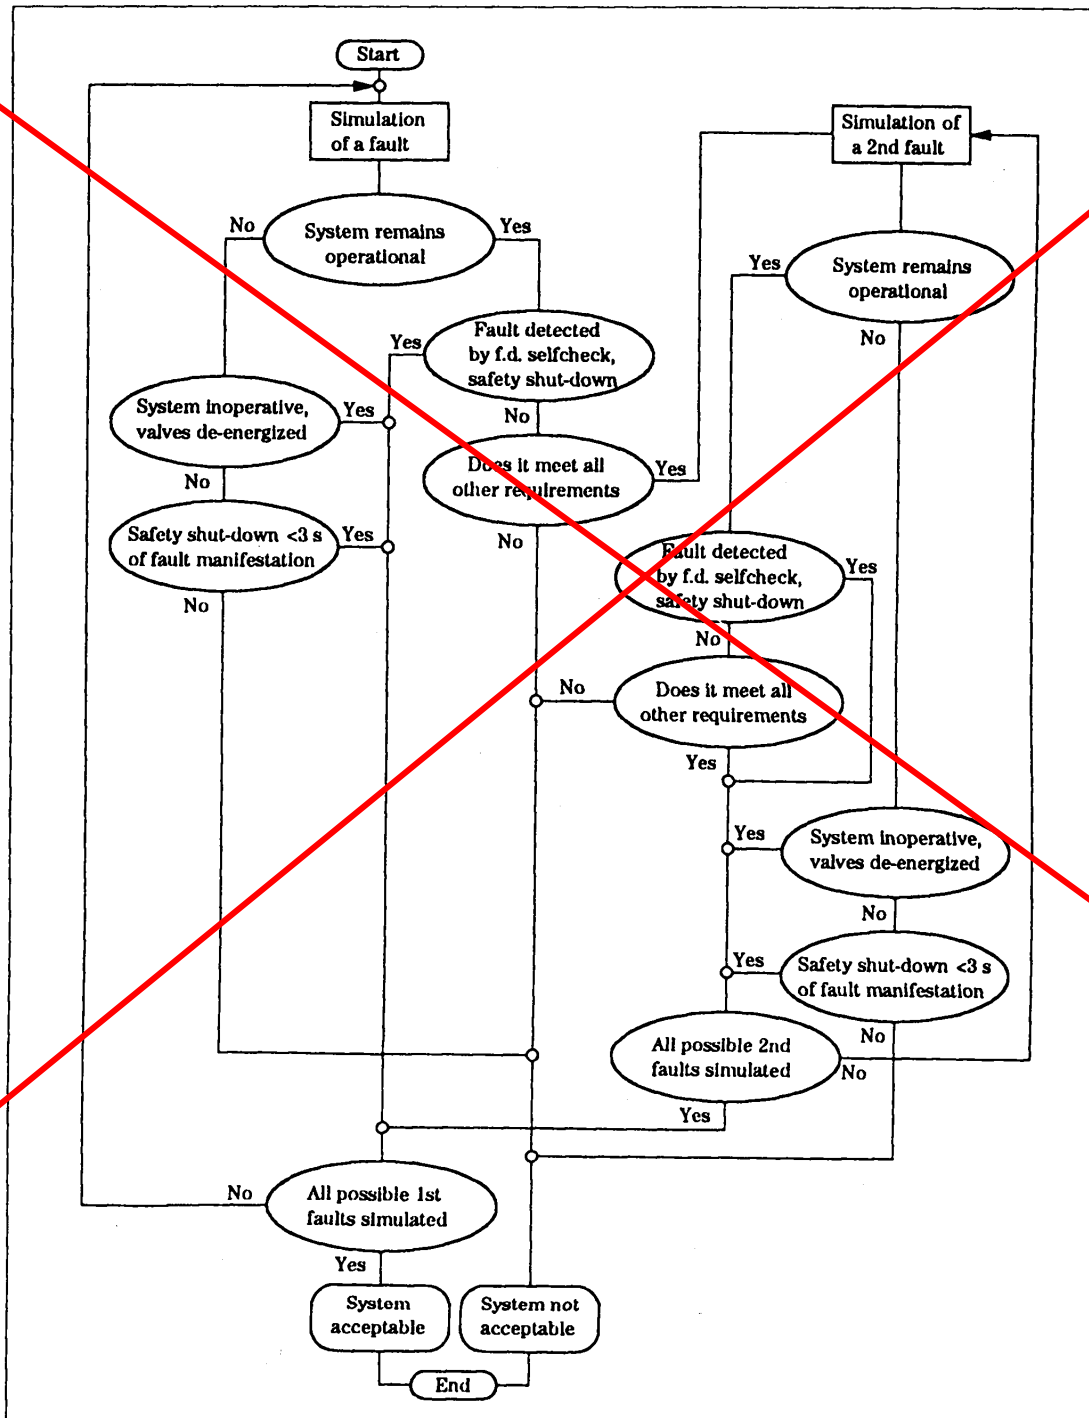 Start
Simulation
of a fault
Simulation of
a 2nd fault
No
System remains
operational
Yes
Yes
System remains
operational
No
Yes
Fault detected
by f.d. selfcheck,
safety shut-down
No
System inoperative,
valves de-energized
Yes
No
Does it meet all
other requirements
Yes
No
Safety shut-down <3 s
of fault manifestation
Yes
No
Fault detected
by f.d. selfcheck,
safety shut-down
Yes
No
No
Does it meet all
other requirements
Yes
Yes
System inoperative,
valves de-energized
No
Yes
Safety shut-down <3 s
of fault manifestation
No
All possible 2nd
faults simulated
No
Yes
No
All possible 1st
faults simulated
Yes
System
acceptable
System not
acceptable
End